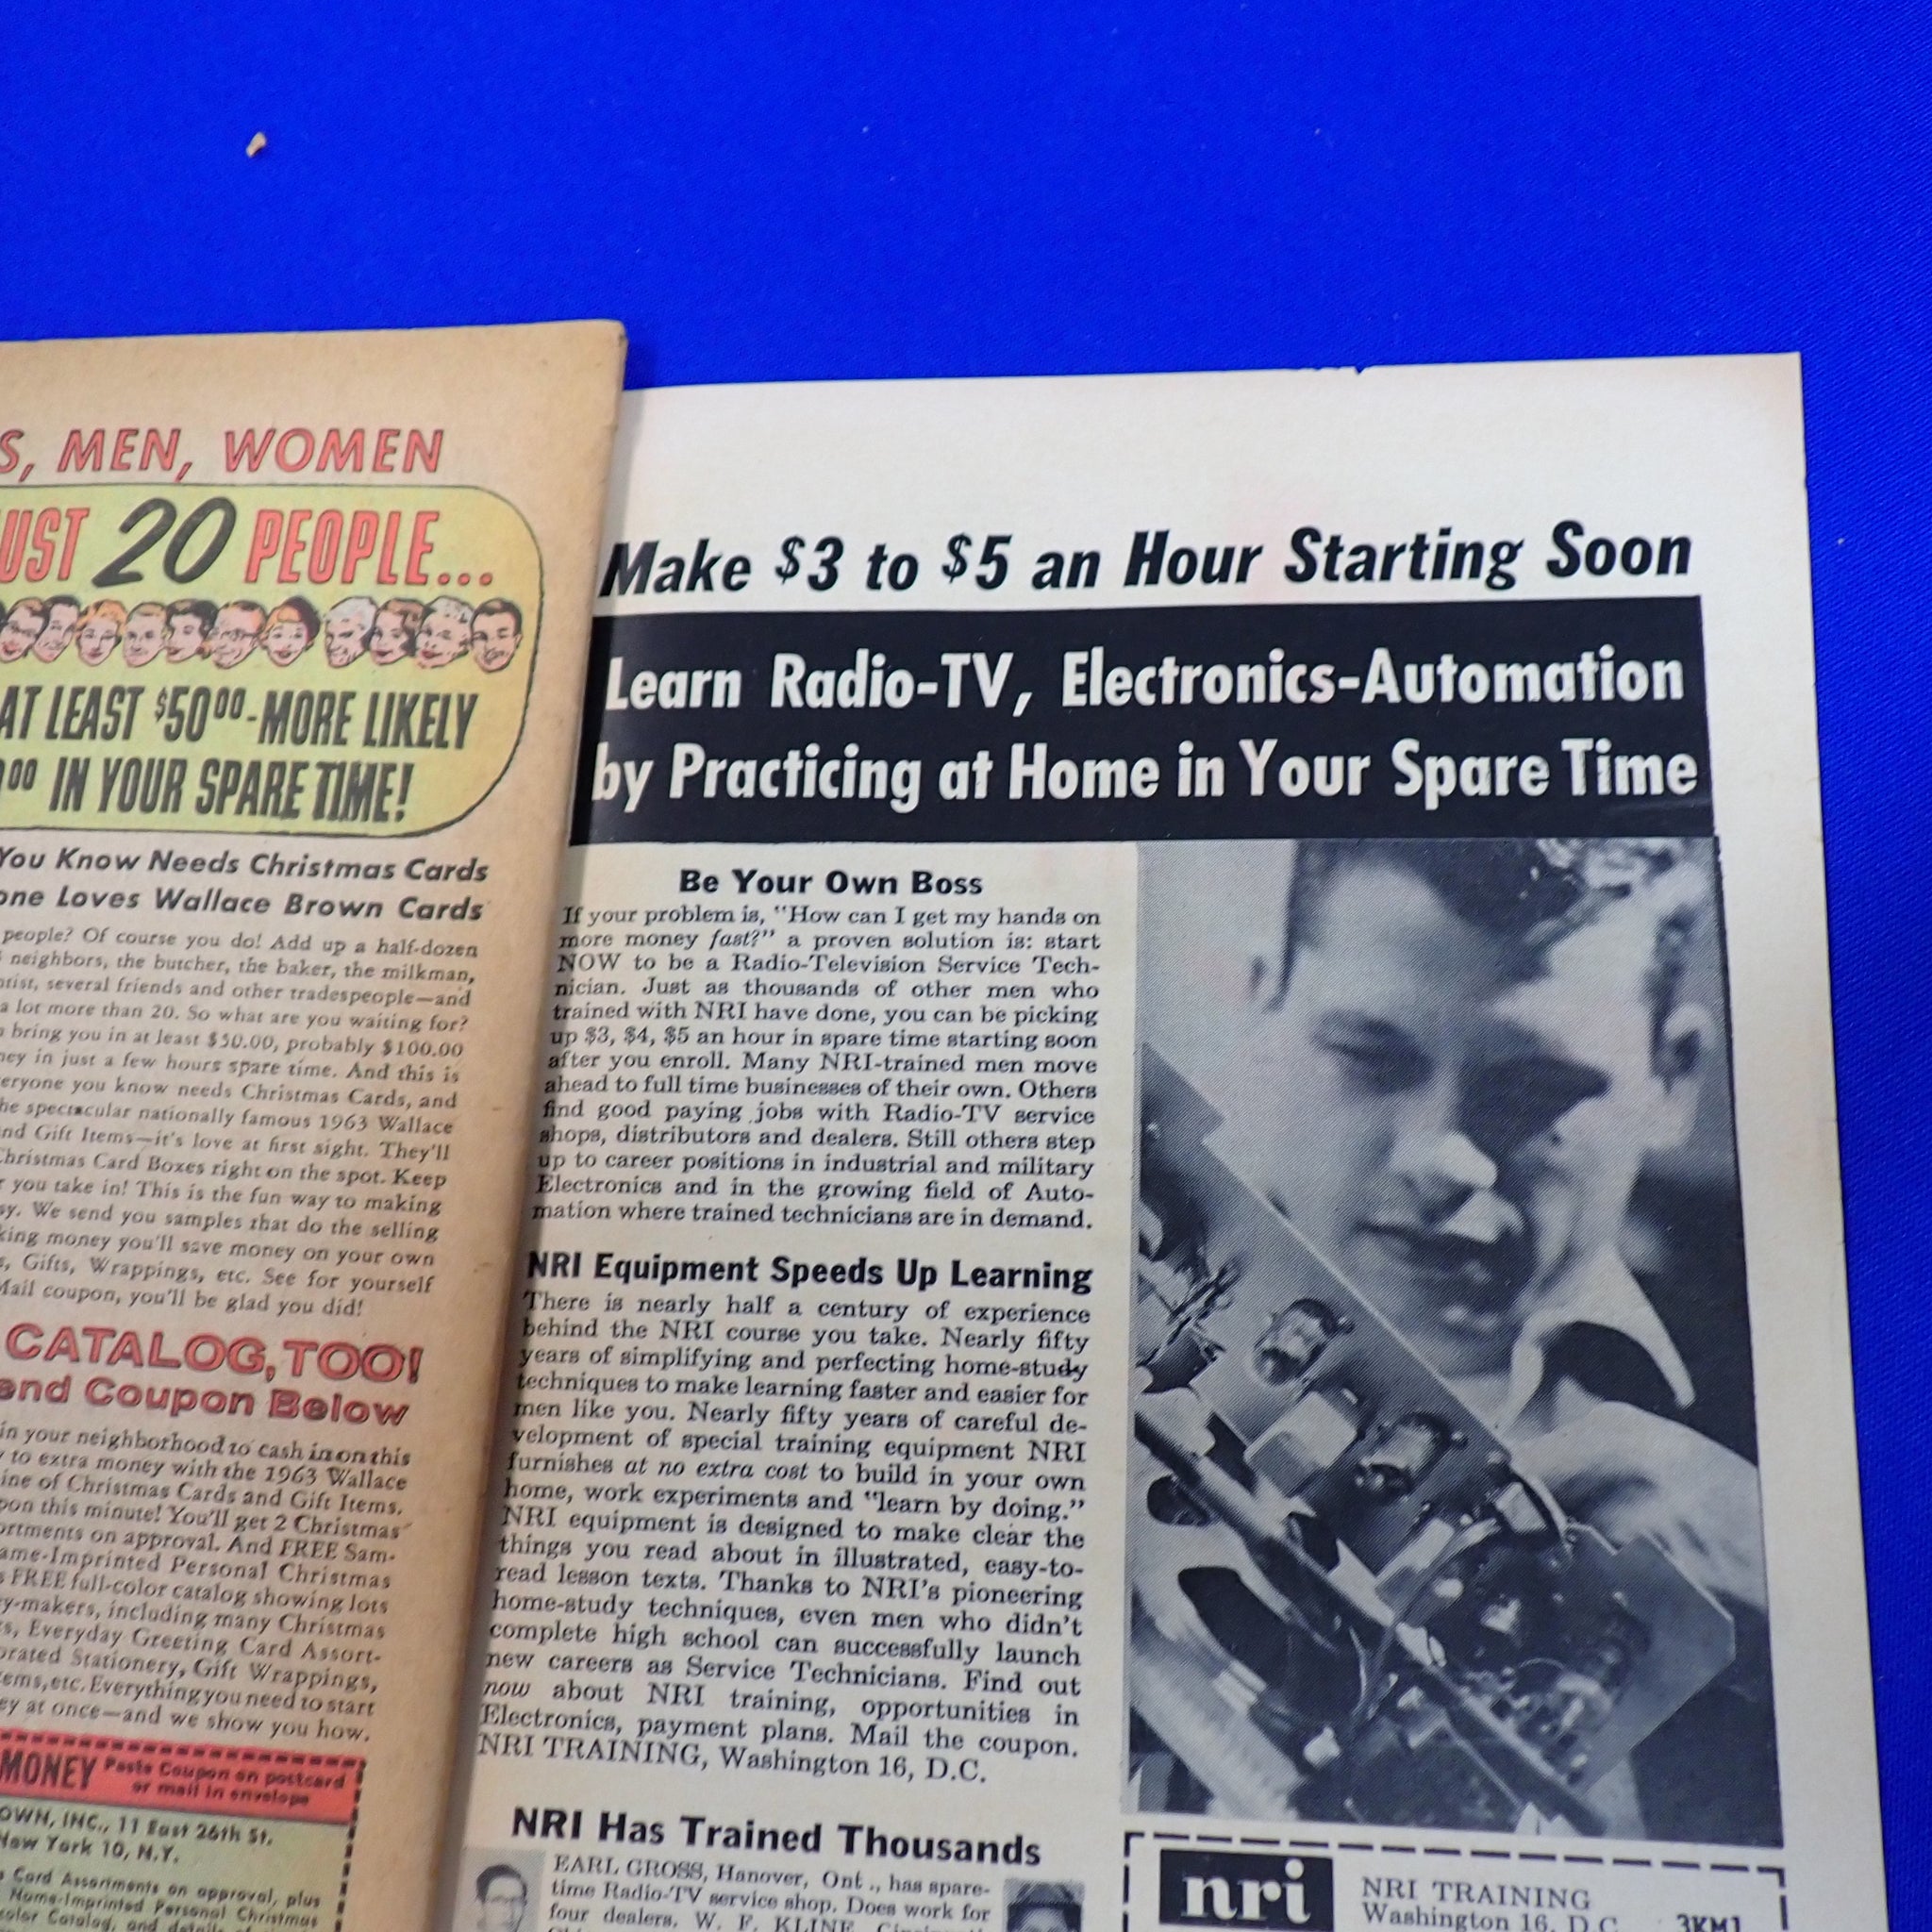 S, MEN, WOMEN
UST 20 PEOPLE...
AT LEAST $50⁰⁰-MORE LIKELY
⁰⁰ IN YOUR SPARE TIME!
You Know Needs Christmas Cards
one Loves Wallace Brown Cards
people? Of course you do! Add up a half-dozen
neighbors, the butcher, the baker, the milkman,
ntist, several friends and other tradespeople—and
a lot more than 20. So what are you waiting for?
bring you in at least $50.00, probably $100.00
ney in just a few hours spare time. And this is
eryone you know needs Christmas Cards, and
he spectacular nationally famous 1963 Wallace
nd Gift Items—it's love at first sight. They'll
Christmas Card Boxes right on the spot. Keep
you take in! This is the fun way to making
sy. We send you samples that do the selling
king money you'll save money on your own
s, Gifts, Wrappings, etc. See for yourself
Mail coupon, you'll be glad you did!
CATALOG, TOO!
end Coupon Below
in your neighborhood to cash in on this
to extra money with the 1963 Wallace
ine of Christmas Cards and Gift Items.
pon this minute! You'll get 2 Christmas
ortments on approval. And FREE Sam-
ame-Imprinted Personal Christmas
FREE full-color catalog showing lots
y-makers, including many Christmas
s, Everyday Greeting Card Assort-
orated Stationery, Gift Wrappings,
ems, etc. Everything you need to start
ey at once—and we show you how.
MONEY Paste Coupon on postcard
or mail in envelope
OWN, INC., 11 East 26th St.
New York 10, N.Y.
Card Assortments on approval, plus
Name-Imprinted Personal Christmas
color Catalog, and details of
Make $3 to $5 an Hour Starting Soon
Learn Radio-TV, Electronics-Automation
by Practicing at Home in Your Spare Time
Be Your Own Boss
If your problem is, "How can I get my hands on
more money fast?" a proven solution is: start
NOW to be a Radio-Television Service Tech-
nician. Just as thousands of other men who
trained with NRI have done, you can be picking
up $3, $4, $5 an hour in spare time starting soon
after you enroll. Many NRI-trained men move
ahead to full time businesses of their own. Others
find good paying jobs with Radio-TV service
shops, distributors and dealers. Still others step
up to career positions in industrial and military
Electronics and in the growing field of Auto-
mation where trained technicians are in demand.
NRI Equipment Speeds Up Learning
There is nearly half a century of experience
behind the NRI course you take. Nearly fifty
years of simplifying and perfecting home-study
techniques to make learning faster and easier for
men like you. Nearly fifty years of careful de-
velopment of special training equipment NRI
furnishes at no extra cost to build in your own
home, work experiments and "learn by doing."
NRI equipment is designed to make clear the
things you read about in illustrated, easy-to-
read lesson texts. Thanks to NRI's pioneering
home-study techniques, even men who didn't
complete high school can successfully launch
new careers as Service Technicians. Find out
now about NRI training, opportunities in
Electronics, payment plans. Mail the coupon.
NRI TRAINING, Washington 16, D.C.
NRI Has Trained Thousands
EARL GROSS, Hanover, Ont., has spare-
time Radio-TV service shop. Does work for
four dealers. W. F. KLINE,
nri
NRI TRAINING
Washington 16, D.C. 3KM1